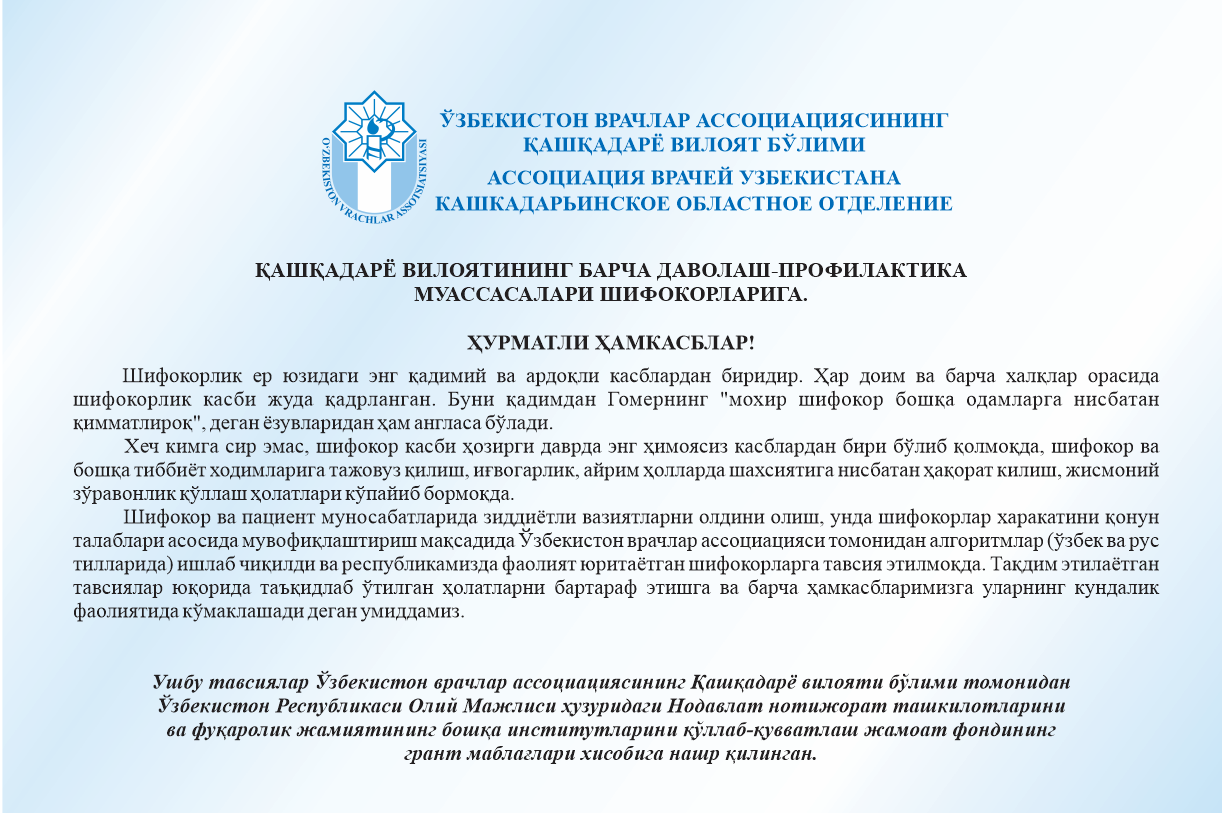 O‘ZBEKISTON VRACHLAR ASSOTSIATSIYASI
ЎЗБЕКИСТОН ВРАЧЛАР АССОЦИАЦИЯСИНИНГ
ҚАШҚАДАРЁ ВИЛОЯТ БЎЛИМИ
АССОЦИАЦИЯ ВРАЧЕЙ УЗБЕКИСТАНА
КАШКАДАРЬИНСКОЕ ОБЛАСТНОЕ ОТДЕЛЕНИЕ
ҚАШҚАДАРЁ ВИЛОЯТИНИНГ БАРЧА ДАВОЛАШ-ПРОФИЛАКТИКА
МУАССАСАЛАРИ ШИФОКОРЛАРИГА.
ҲУРМАТЛИ ҲАМКАСБЛАР!
Шифокорлик ер юзидаги энг қадимий ва ардоқли касблардан биридир. Ҳар доим ва барча халқлар орасида
шифокорлик касби жуда қадрланган. Буни қадимдан Гомернинг "мохир шифокор бошқа одамларга нисбатан
қимматлироқ", деган ёзувларидан ҳам англаса бўлади.
Хеч кимга сир эмас, шифокор касби ҳозирги даврда энг ҳимоясиз касблардан бири бўлиб қолмоқда, шифокор ва
бошқа тиббиёт ходимларига тажовуз қилиш, иғвогарлик, айрим ҳолларда шахсиятига нисбатан ҳақорат килиш, жисмоний
зўравонлик қўллаш ҳолатлари кўпайиб бормоқда.
Шифокор ва пациент муносабатларида зиддиётли вазиятларни олдини олиш, унда шифокорлар харакатини қонун
талаблари асосида мувофиқлаштириш мақсадида Ўзбекистон врачлар ассоциацияси томонидан алгоритмлар (ўзбек ва рус
тилларида) ишлаб чиқилди ва республикамизда фаолият юритаётган шифокорларга тавсия этилмоқда. Тақдим этилаётган
тавсиялар юқорида таъқидлаб ўтилган ҳолатларни бартараф этишга ва барча ҳамкасбларимизга уларнинг кундалик
фаолиятида кўмаклашади деган умиддамиз.
Ушбу тавсиялар Ўзбекистон врачлар ассоциациясининг Қашқадарё вилояти бўлими томонидан
Ўзбекистон Республикаси Олий Мажлиси ҳузуридаги Нодавлат нотижорат ташкилотларини
ва фуқаролик жамиятининг бошқа институтларини қўллаб-қувватлаш жамоат фондининг
грант маблағлари хисобига нашр қилинган.